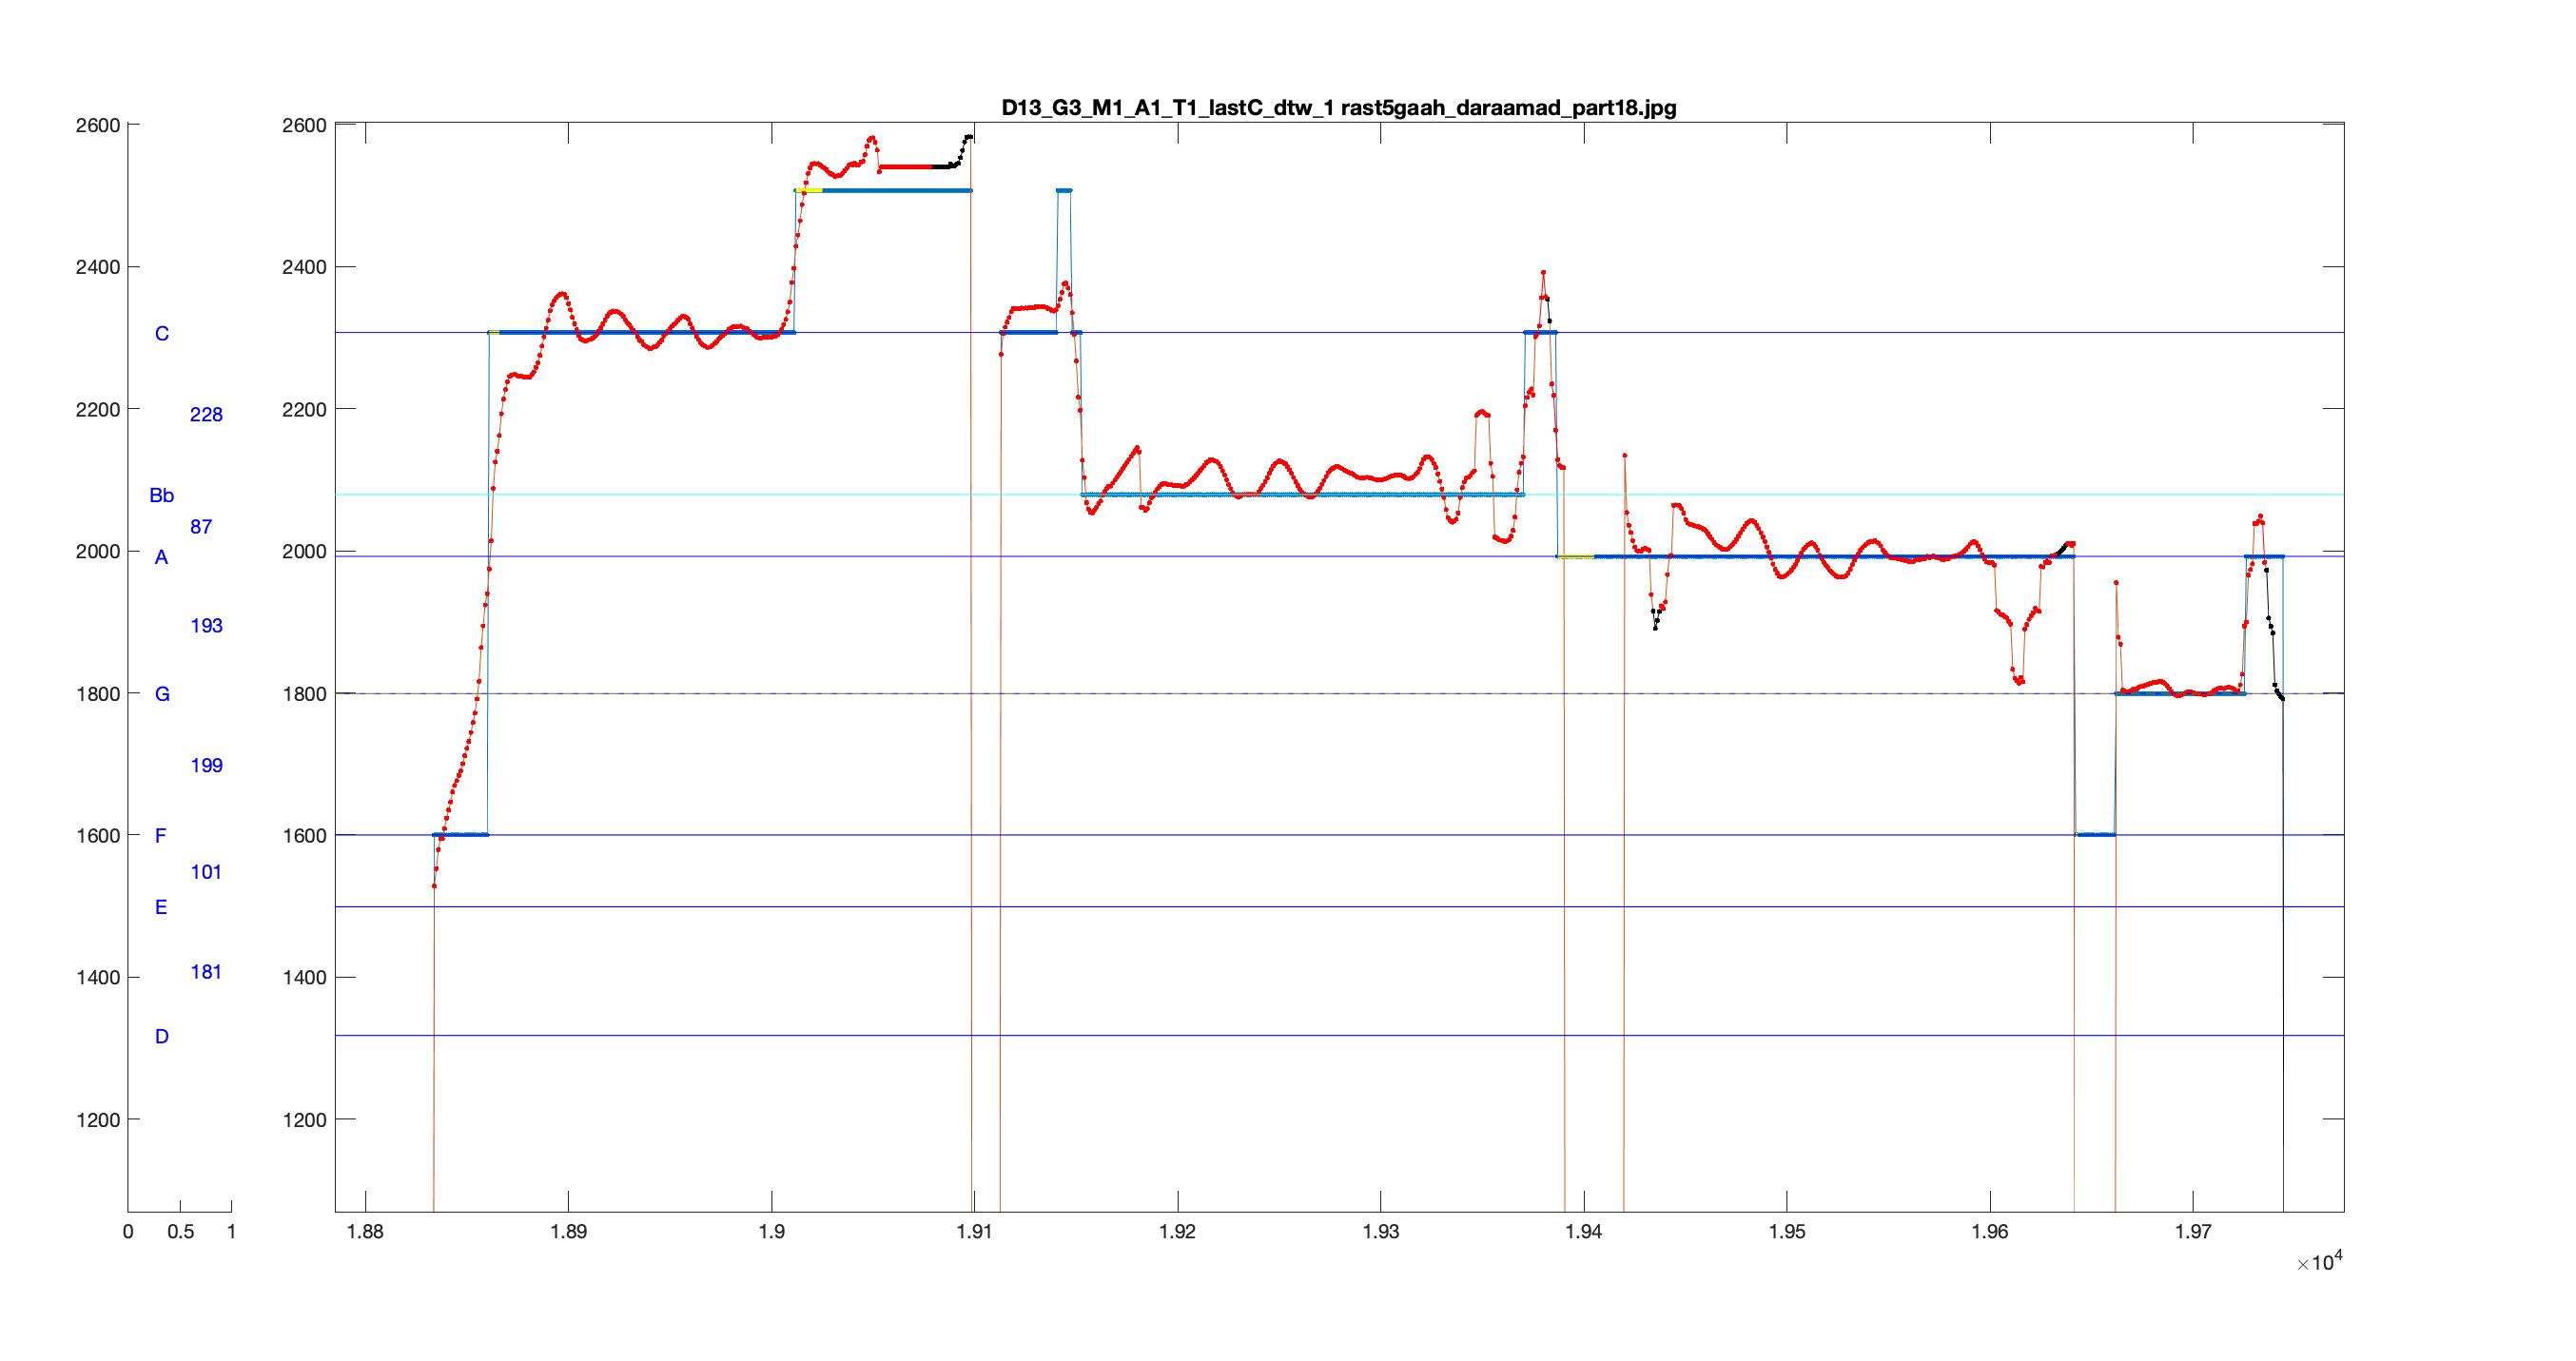 D13_G3_M1_A1_T1_lastC_dtw_1 rast5gaah_daraamad_part18.jpg
2600 2600
2400 2400
C
228
2200 2200
Bb
87
2000 2000
A
193
1800 G 1800
199
1600 F 1600
101
E
181
1400 1400
D
1200 1200
0 0.5 1 1.88 1.89 1.9 1.91 1.92 1.93 1.94 1.95 1.96 1.97
×10^4